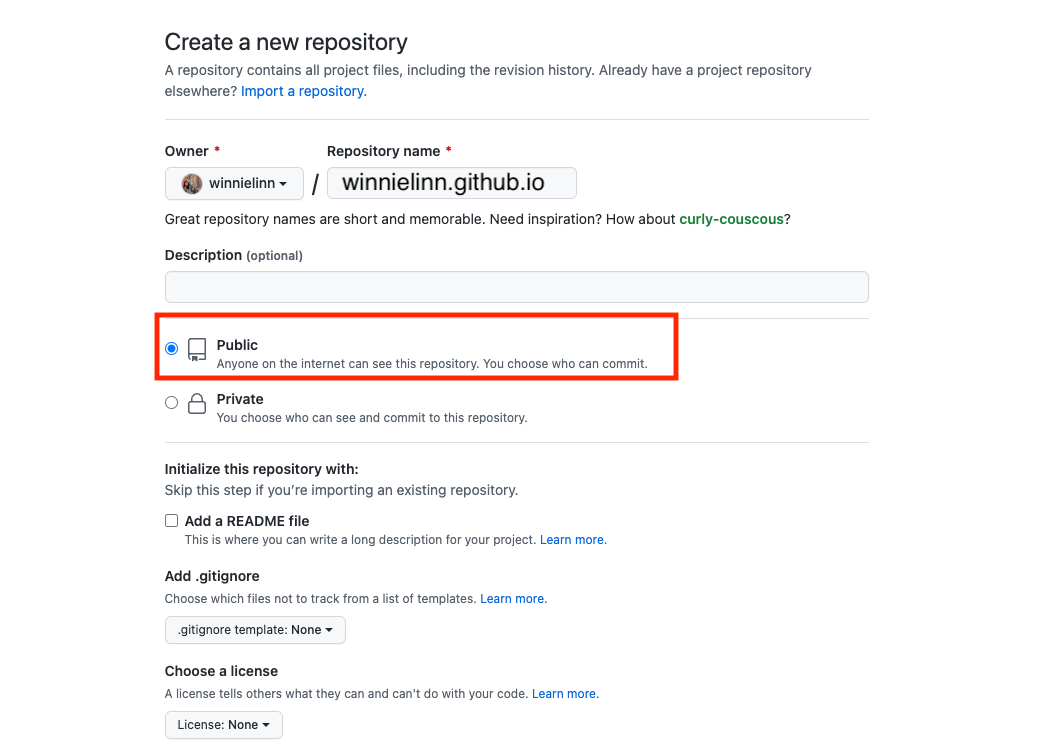 Create a new repository
A repository contains all project files, including the revision history. Already have a project repository
elsewhere? Import a repository.
Owner * Repository name *
winnielinn / winnielinn.github.io
Great repository names are short and memorable. Need inspiration? How about curly-couscous?
Description (optional)
Public
Anyone on the internet can see this repository. You choose who can commit.
Private
You choose who can see and commit to this repository.
Initialize this repository with:
Skip this step if you’re importing an existing repository.
Add a README file
This is where you can write a long description for your project. Learn more.
Add .gitignore
Choose which files not to track from a list of templates. Learn more.
.gitignore template: None
Choose a license
A license tells others what they can and can't do with your code. Learn more.
License: None